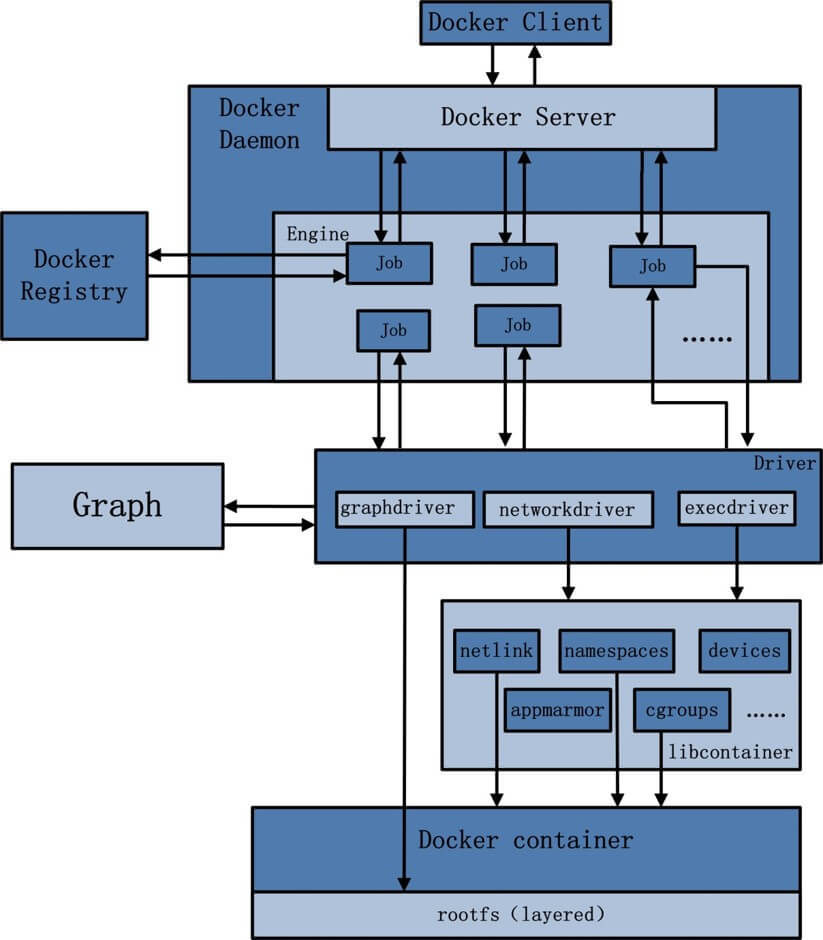 Docker Client
Docker
Daemon
Docker Server
Engine
Docker
Registry
Job
Job
Job
Job
Job
......
Driver
Graph
graphdriver
networkdriver
execdriver
netlink
namespaces
devices
appmarmor
cgroups
......
libcontainer
Docker container
rootfs（layered）